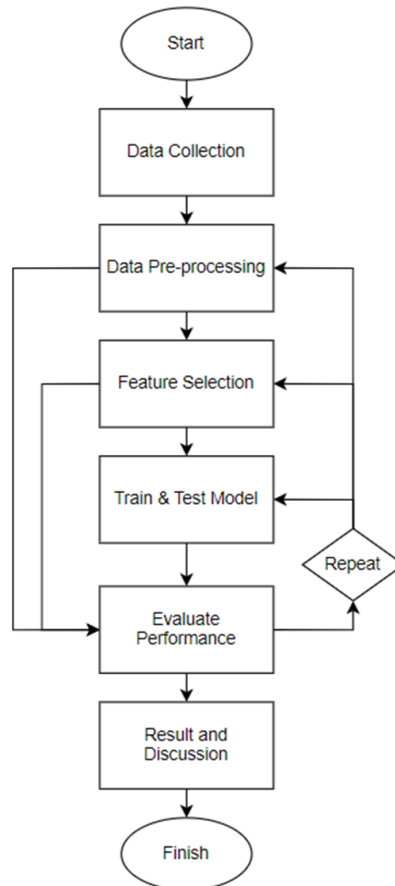 Start
Data Collection
Data Pre-processing
Feature Selection
Train & Test Model
Repeat
Evaluate
Performance
Result and
Discussion
Finish